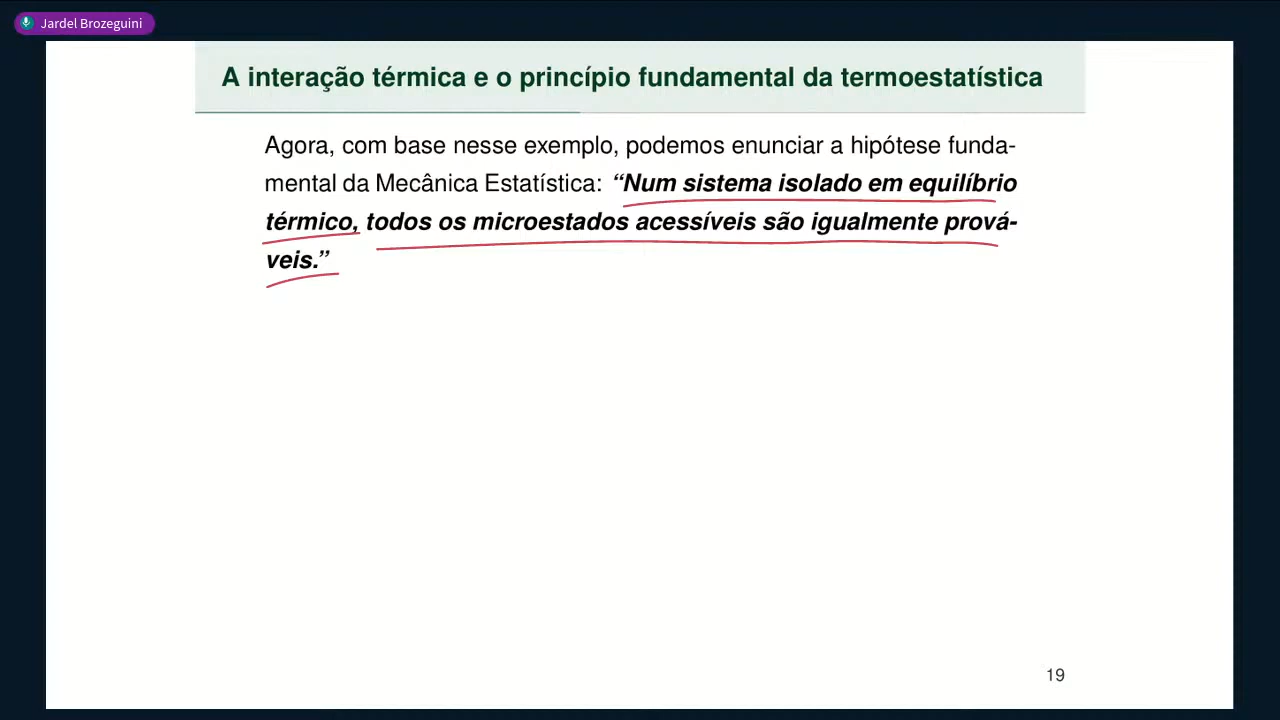 Jardel Brozeguini
A interação térmica e o princípio fundamental da termoestatística
Agora, com base nesse exemplo, podemos enunciar a hipótese funda-
mental da Mecânica Estatística: “Num sistema isolado em equilíbrio
térmico, todos os microestados acessíveis são igualmente prová-
veis.”
19